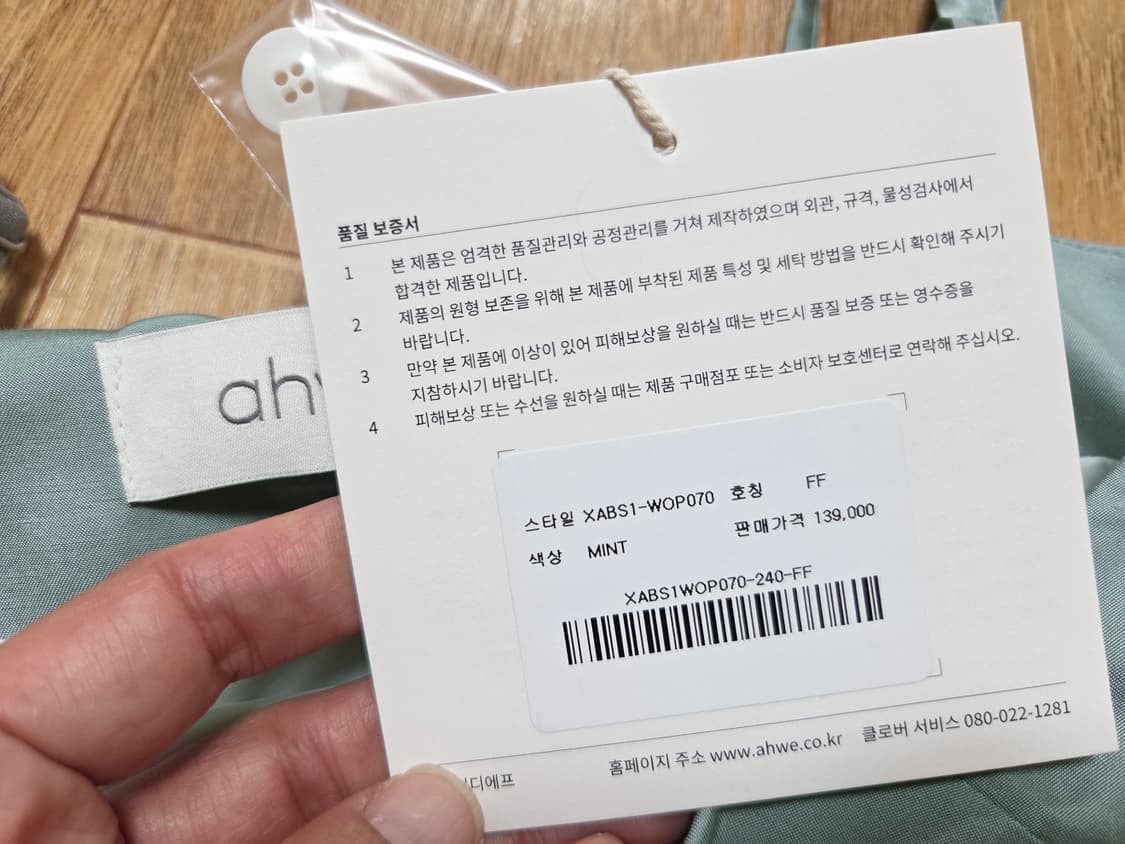 품질 보증서
1 본 제품은 엄격한 품질관리와 공정관리를 거쳐 제작하였으며 외관, 규격, 물성검사에서
합격한 제품입니다.
2 제품의 원형 보존을 위해 본 제품에 부착된 제품 특성 및 세탁 방법을 반드시 확인해 주시기
바랍니다.
3 만약 본 제품에 이상이 있어 피해보상을 원하실 때는 반드시 품질 보증 또는 영수증을
지참하시기 바랍니다.
4 피해보상 또는 수선을 원하실 때는 제품 구매점포 또는 소비자 보호센터로 연락해 주십시오.
ahw
스타일 XABS1-WOP070 호칭 FF
색상 MINT 판매가격 139,000
XABS1WOP070-240-FF
디에프 홈페이지 주소 www.ahwe.co.kr 클로버 서비스 080-022-1281